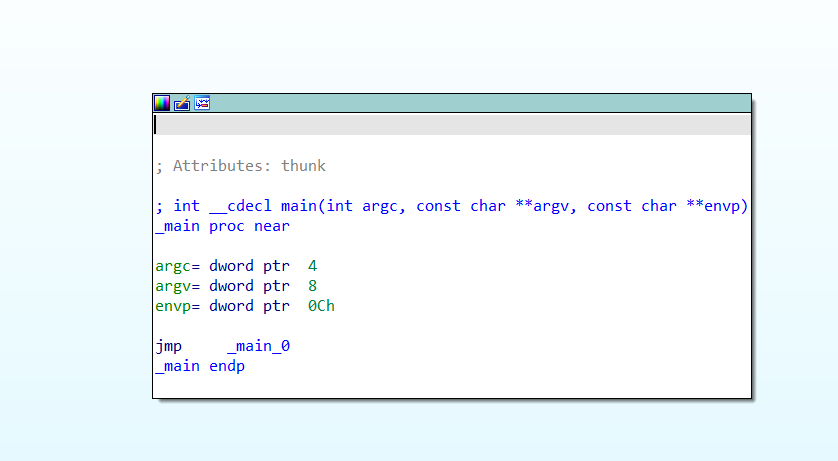 ; Attributes: thunk
; int __cdecl main(int argc, const char **argv, const char **envp)
_main proc near
argc= dword ptr  4
argv= dword ptr  8
envp= dword ptr  0Ch
jmp     _main_0
_main endp